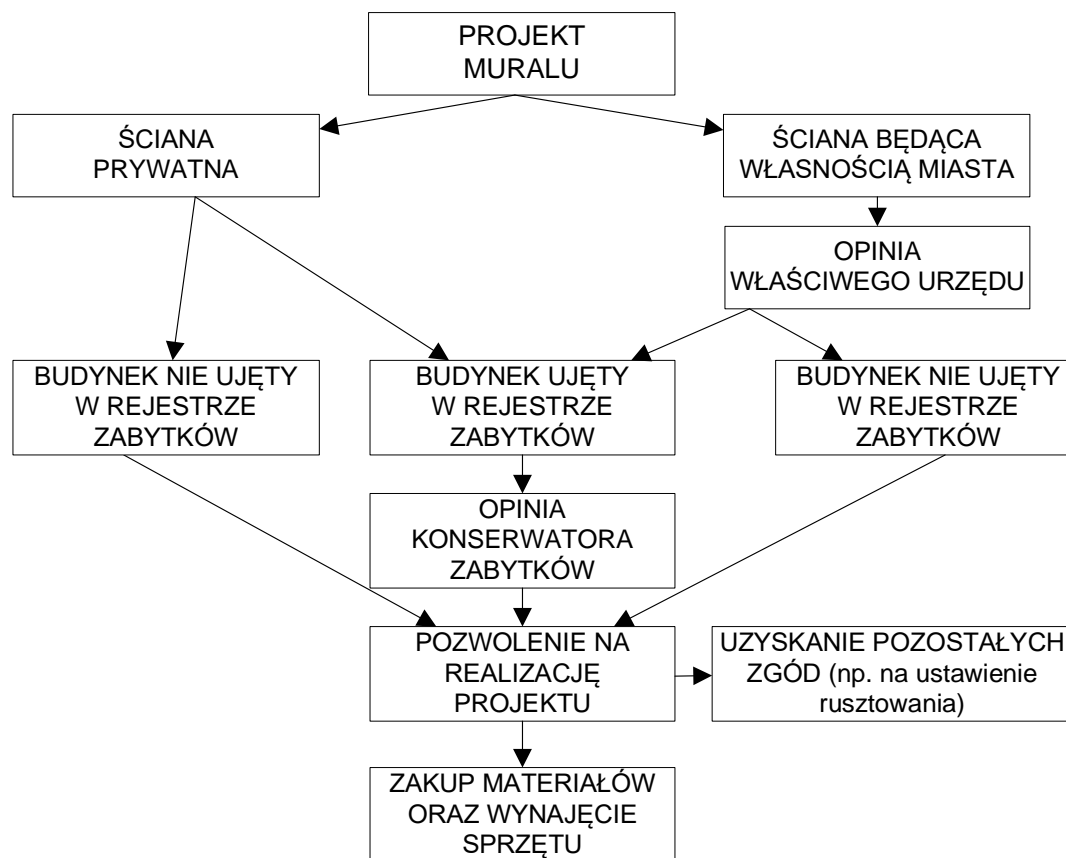 PROJEKT
MURALU
ŚCIANA
PRYWATNA
ŚCIANA BĘDĄCA
WŁASNOŚCIĄ MIASTA
OPINIA
WŁAŚCIWEGO URZĘDU
BUDYNEK NIE UJĘTY
W REJESTRZE
ZABYTKÓW
BUDYNEK UJĘTY
W REJESTRZE
ZABYTKÓW
BUDYNEK NIE UJĘTY
W REJESTRZE
ZABYTKÓW
OPINIA
KONSERWATORA
ZABYTKÓW
POZWOLENIE NA
REALIZACJĘ
PROJEKTU
UZYSKANIE POZOSTAŁYCH
ZGÓD (np. na ustawienie
rusztowania)
ZAKUP MATERIAŁÓW
ORAZ WYNAJĘCIE
SPRZĘTU